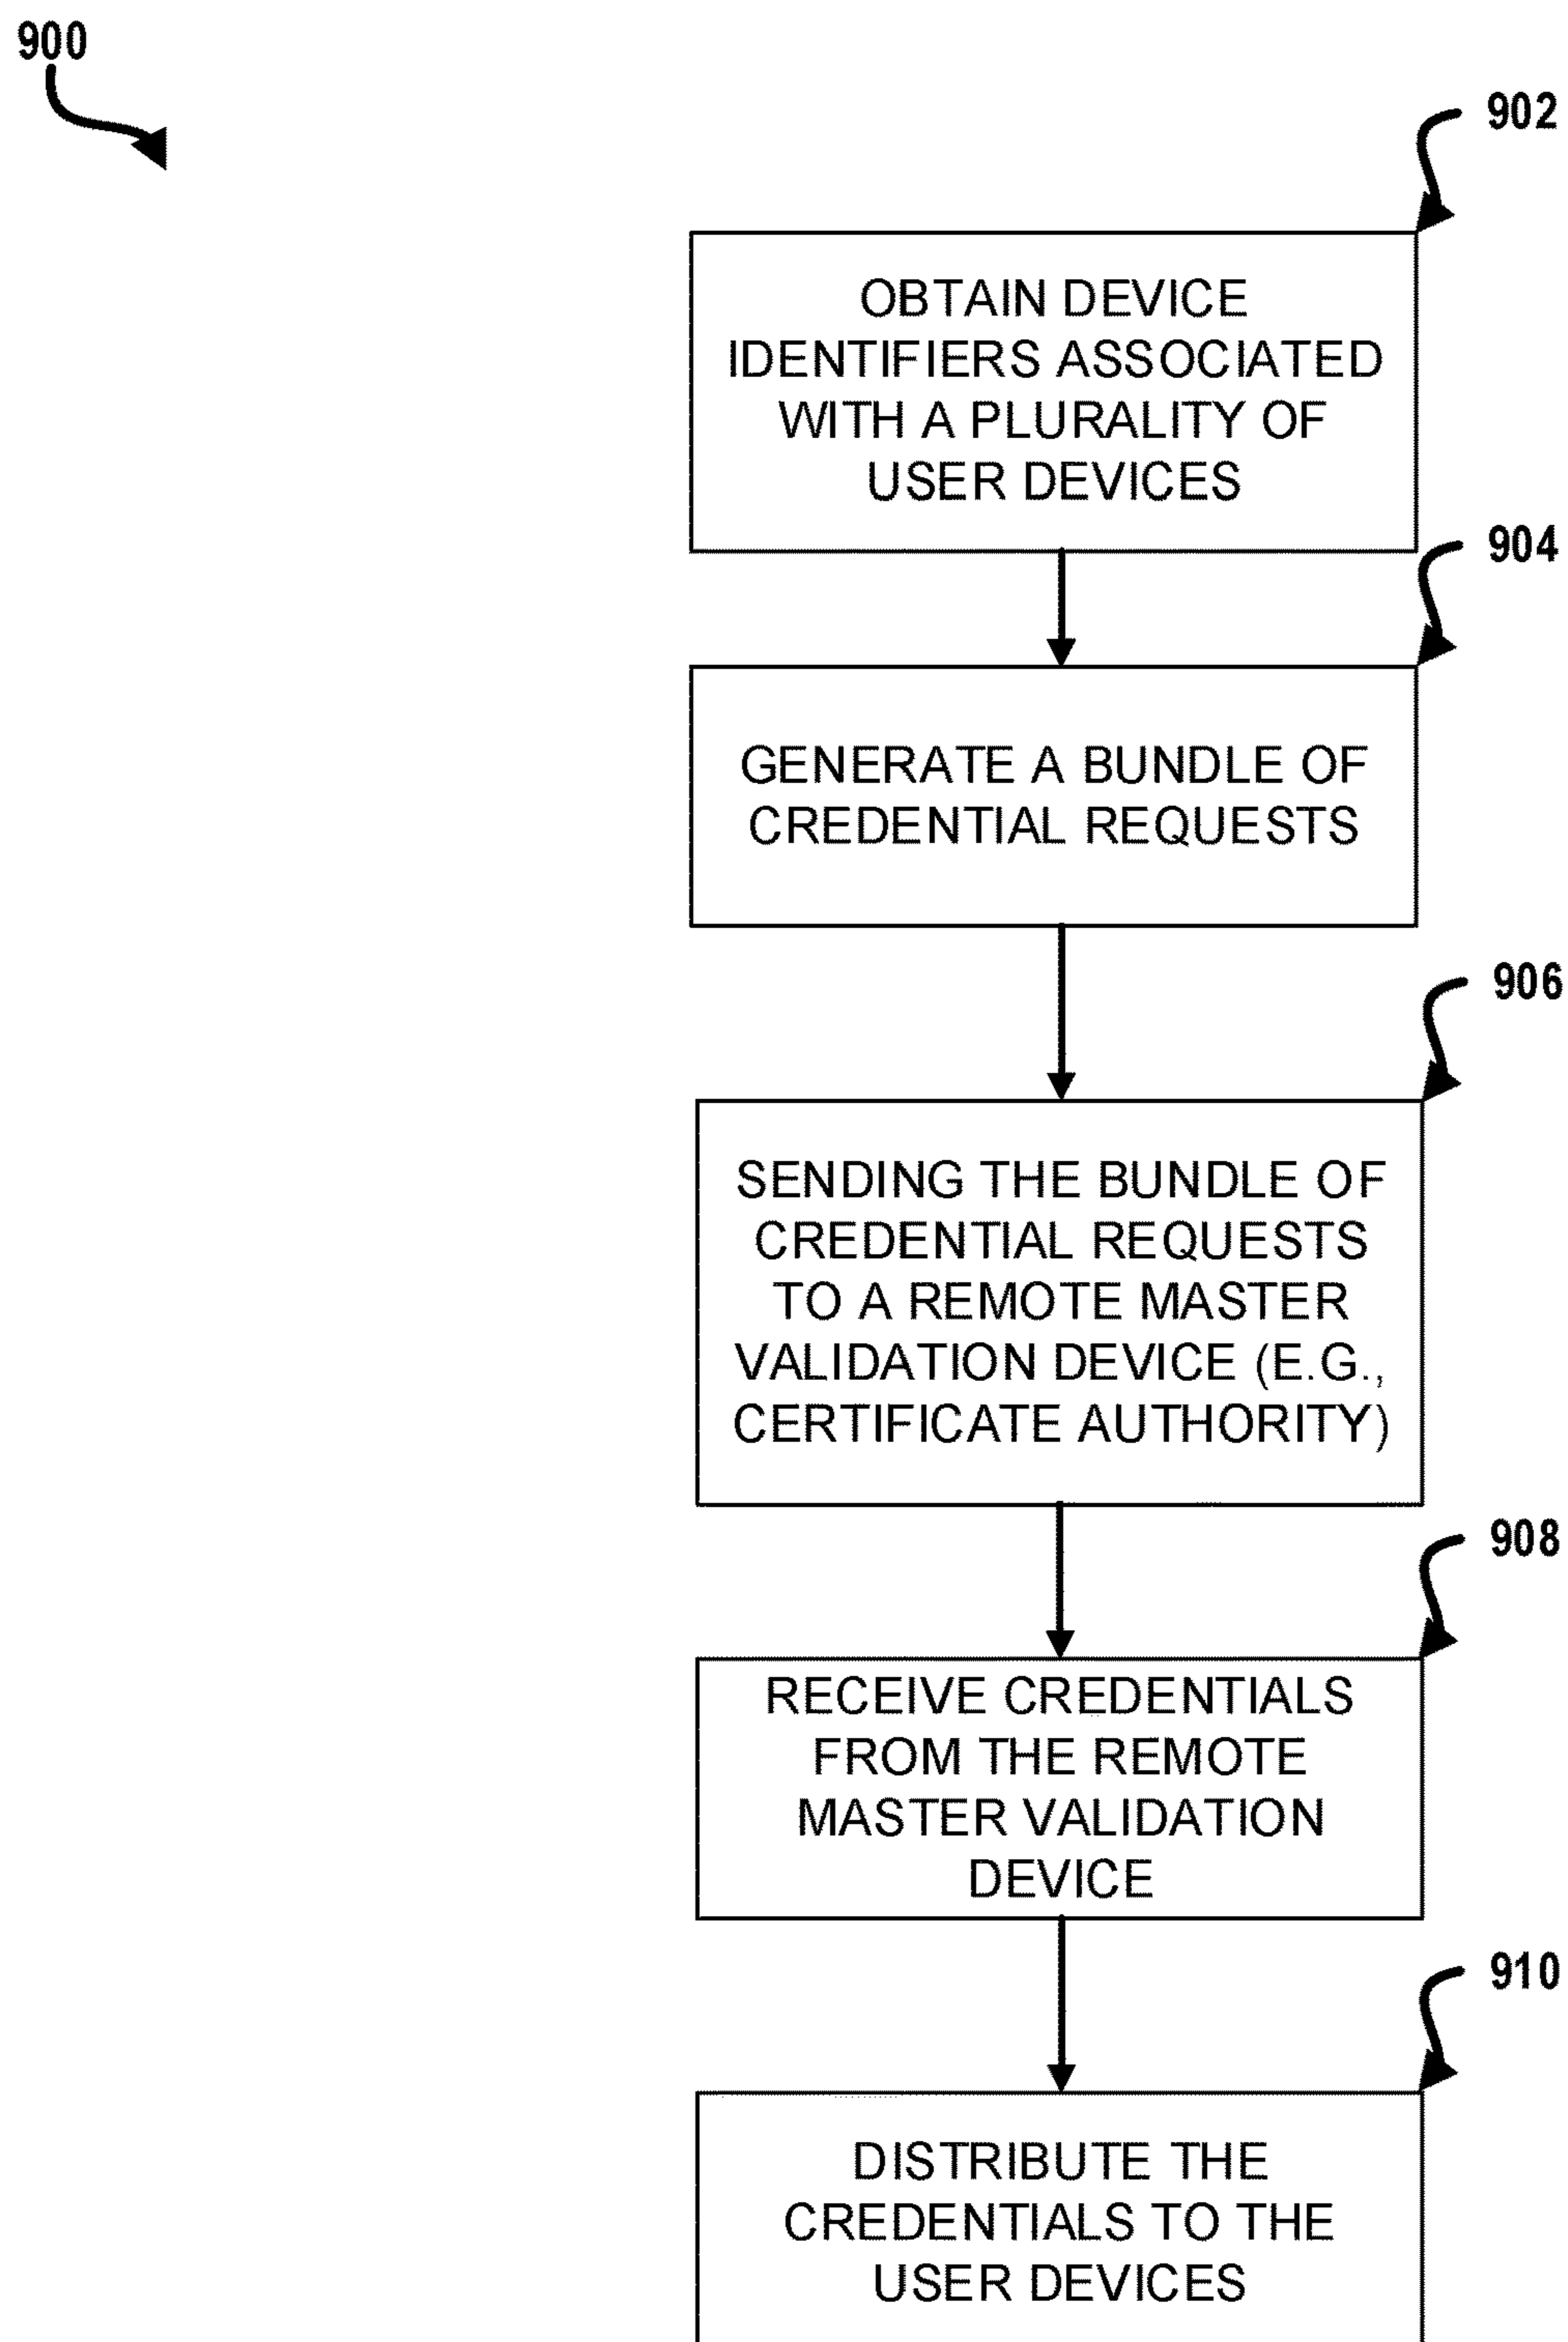 900
902
OBTAIN DEVICE
IDENTIFIERS ASSOCIATED
WITH A PLURALITY OF
USER DEVICES
904
GENERATE A BUNDLE OF
CREDENTIAL REQUESTS
906
SENDING THE BUNDLE OF
CREDENTIAL REQUESTS
TO A REMOTE MASTER
VALIDATION DEVICE (E.G.,
CERTIFICATE AUTHORITY)
908
RECEIVE CREDENTIALS
FROM THE REMOTE
MASTER VALIDATION
DEVICE
910
DISTRIBUTE THE
CREDENTIALS TO THE
USER DEVICES